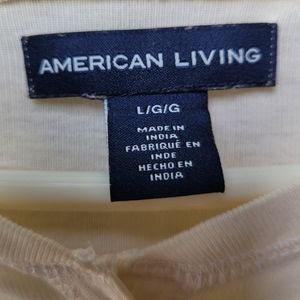 AMERICAN LIVING
L/G/G
MADE IN
INDIA
FABRIQUÉ EN
INDE
HECHO EN
INDIA